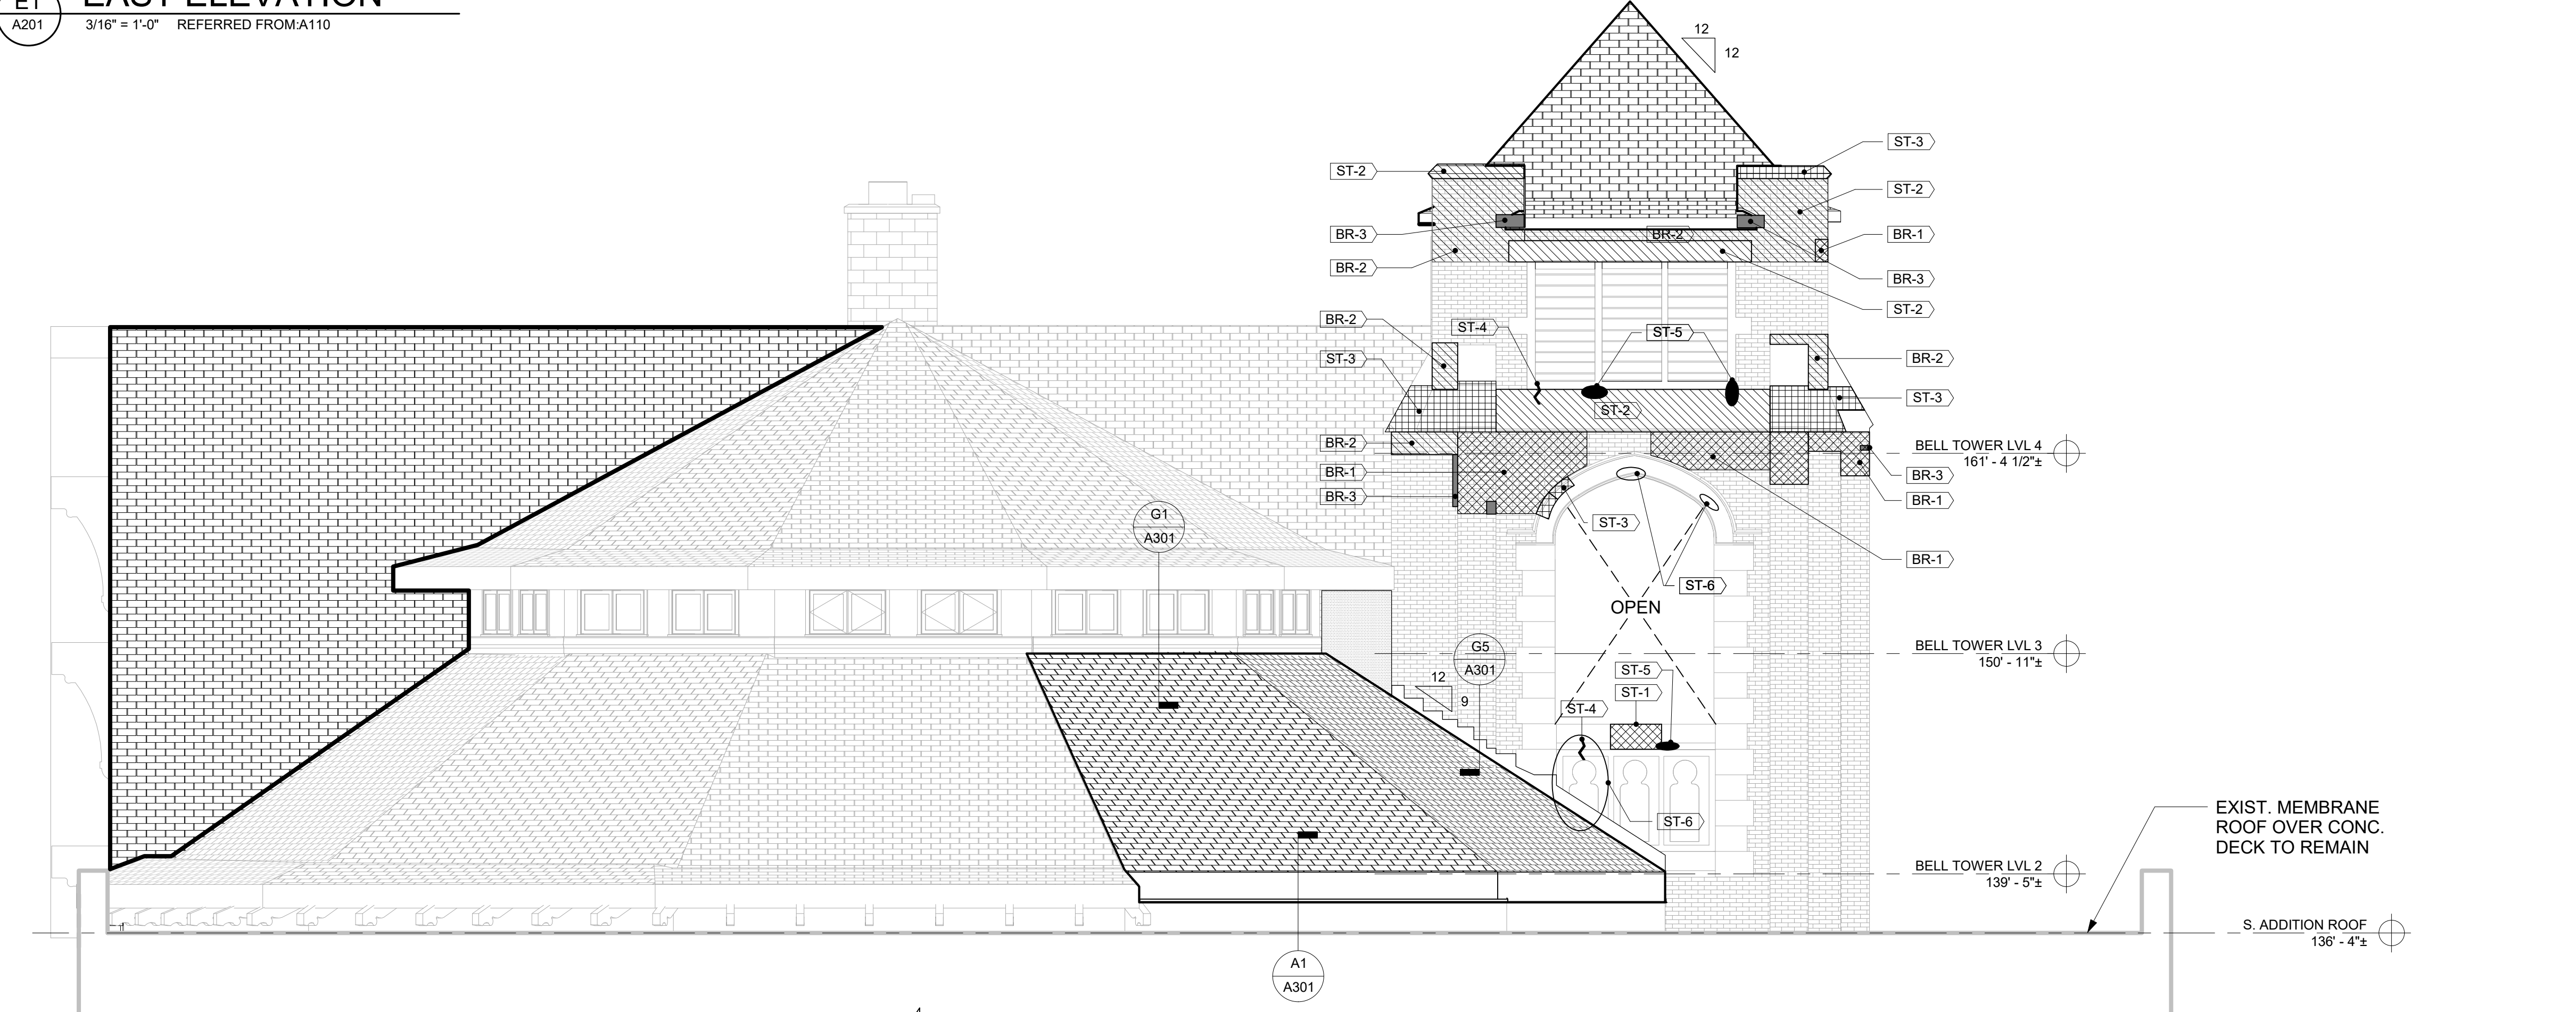 E1
A201
EAST ELEVATION
3/16" = 1'-0" REFERRED FROM:A110
12
12
ST-3
ST-2
ST-2
BR-3
BR-2
BR-1
BR-2
BR-3
ST-2
BR-2
ST-4
ST-5
ST-3
BR-2
ST-2
ST-3
BR-2
BELL TOWER LVL 4
161' - 4 1/2"±
BR-1
BR-3
BR-3
BR-1
G1
A301
ST-3
BR-1
ST-6
OPEN
G5
A301
BELL TOWER LVL 3
150' - 11"±
12
9
ST-5
ST-1
ST-4
ST-6
EXIST. MEMBRANE
ROOF OVER CONC.
DECK TO REMAIN
BELL TOWER LVL 2
139' - 5"±
S. ADDITION ROOF
136' - 4"±
A1
A301